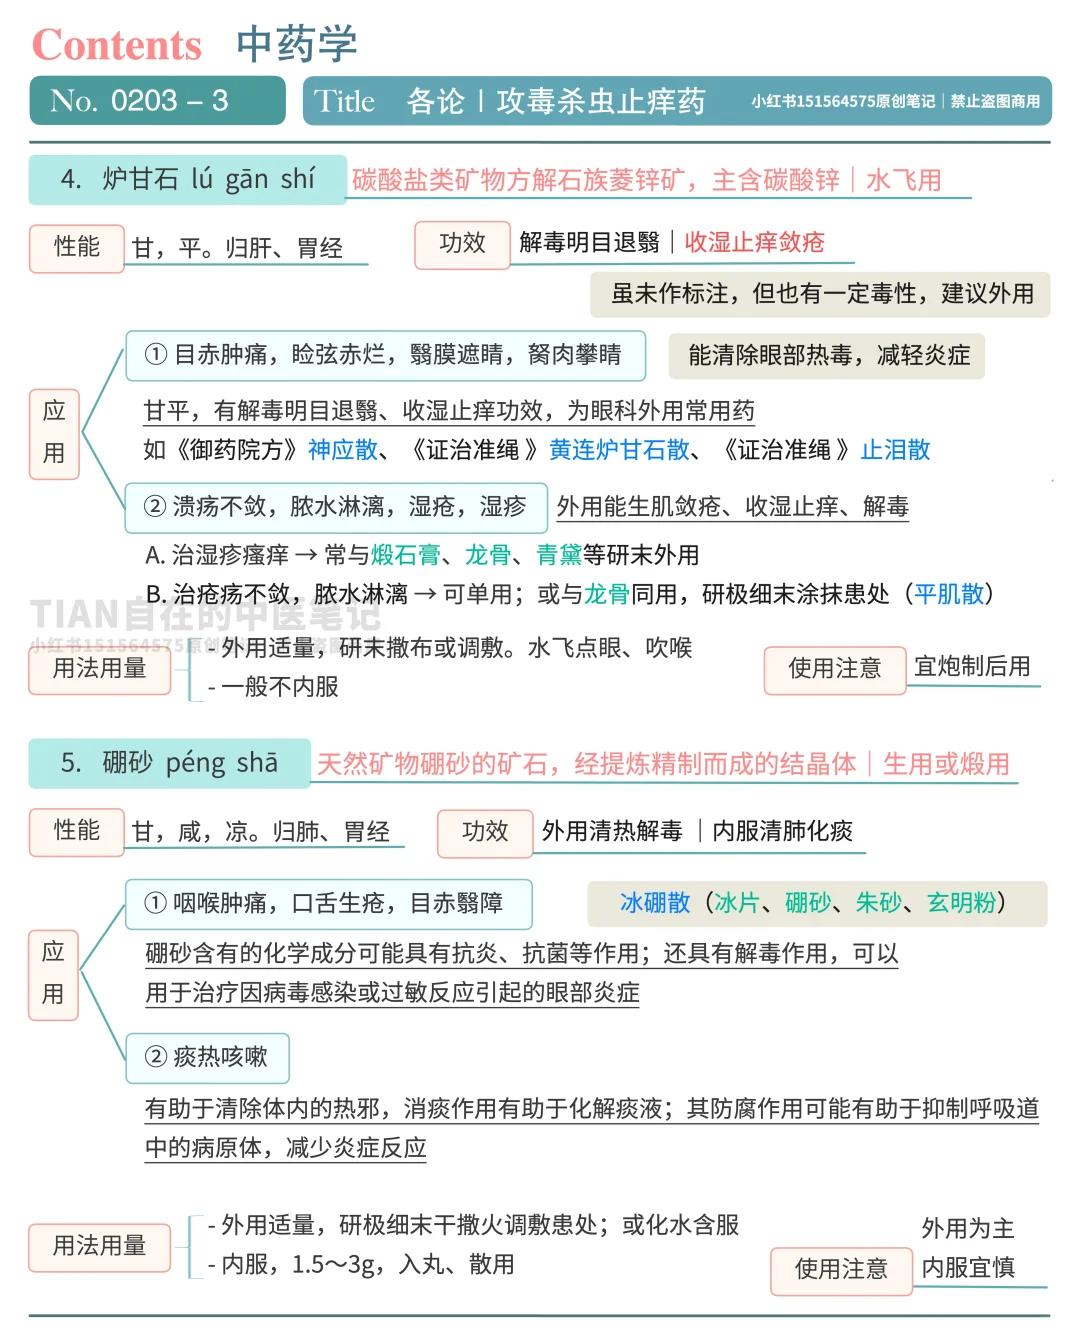 Contents 中药学
No. 0203 – 3
Title 各论丨攻毒杀虫止痒药 小红书151564575原创笔记｜禁止盗图商用
4. 炉甘石 lú gān shí 碳酸盐类矿物方解石族菱锌矿，主含碳酸锌｜水飞用
性能 甘，平。归肝、胃经
功效 解毒明目退翳｜收湿止痒敛疮
虽未作标注，但也有一定毒性，建议外用
应用
① 目赤肿痛，睑弦赤烂，翳膜遮睛，胬肉攀睛
能清除眼部热毒，减轻炎症
甘平，有解毒明目退翳、收湿止痒功效，为眼科外用常用药
如《御药院方》神应散、《证治准绳 》黄连炉甘石散、《证治准绳 》止泪散
② 溃疡不敛，脓水淋漓，湿疮，湿疹 外用能生肌敛疮、收湿止痒、解毒
A. 治湿疹瘙痒 → 常与煅石膏、龙骨、青黛等研末外用
B. 治疮疡不敛，脓水淋漓 → 可单用；或与龙骨同用，研极细末涂抹患处（平肌散）
TIAN自在的中医笔记
小红书151564575原创笔记｜禁止盗图商用
用法用量
- 外用适量，研末撒布或调敷。水飞点眼、吹喉
- 一般不内服
使用注意 宜炮制后用
5. 硼砂 péng shā 天然矿物硼砂的矿石，经提炼精制而成的结晶体｜生用或煅用
性能 甘，咸，凉。归肺、胃经
功效 外用清热解毒 ｜内服清肺化痰
应用
① 咽喉肿痛，口舌生疮，目赤翳障
冰硼散（冰片、硼砂、朱砂、玄明粉）
硼砂含有的化学成分可能具有抗炎、抗菌等作用；还具有解毒作用，可以
用于治疗因病毒感染或过敏反应引起的眼部炎症
② 痰热咳嗽
有助于清除体内的热邪，消痰作用有助于化解痰液；其防腐作用可能有助于抑制呼吸道
中的病原体，减少炎症反应
用法用量
- 外用适量，研极细末干撒火调敷患处；或化水含服
- 内服，1.5～3g，入丸、散用
使用注意
外用为主
内服宜慎